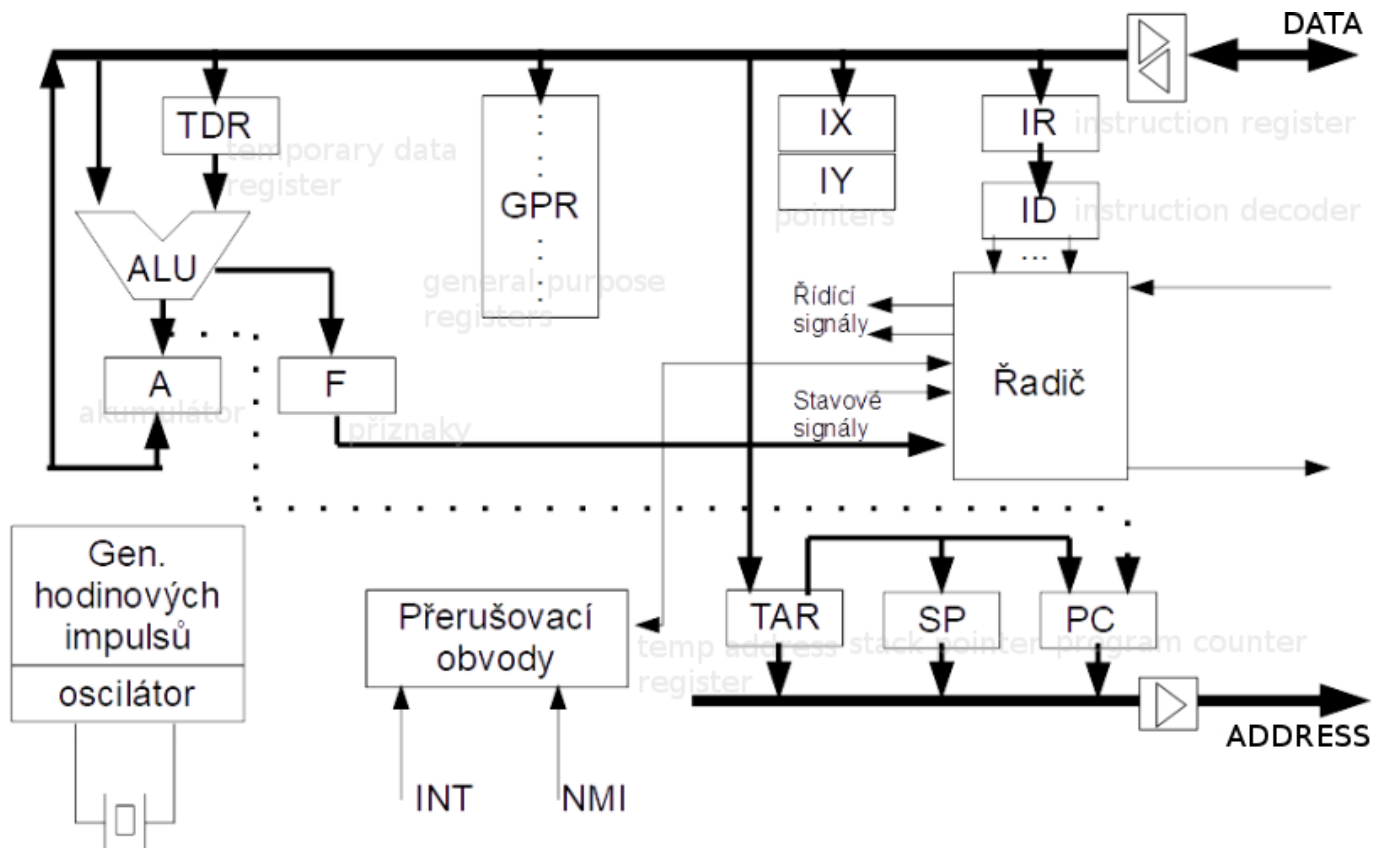 DATA
TDR
temporary data
register
GPR
general purpose
registers
IX
IY
pointers
IR
instruction register
ID
instruction decoder
...
ALU
A
akumulátor
F
příznaky
Řídící
signály
Stavové
signály
Řadič
Gen.
hodinových
impulsů
oscilátor
Přerušovací
obvody
INT
NMI
TAR
temp address
register
SP
stack pointer
PC
program counter
ADDRESS